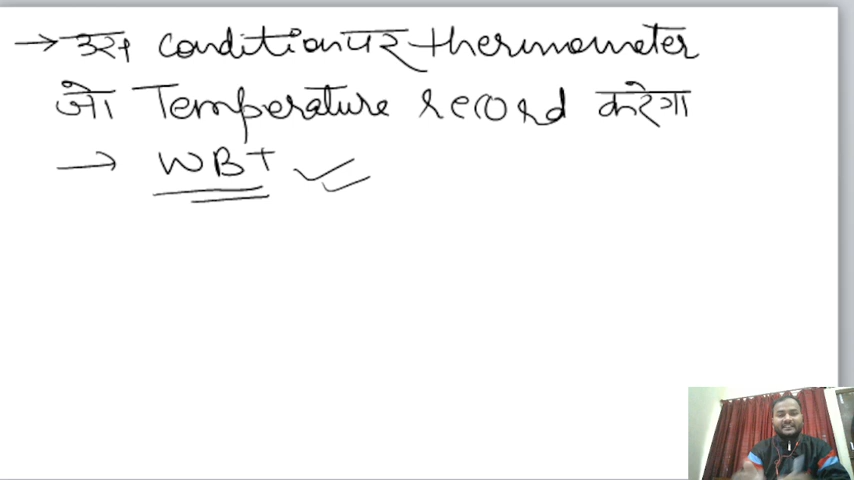 → उस condition पर thermometer
जो Temperature record करेगा
→ WBT